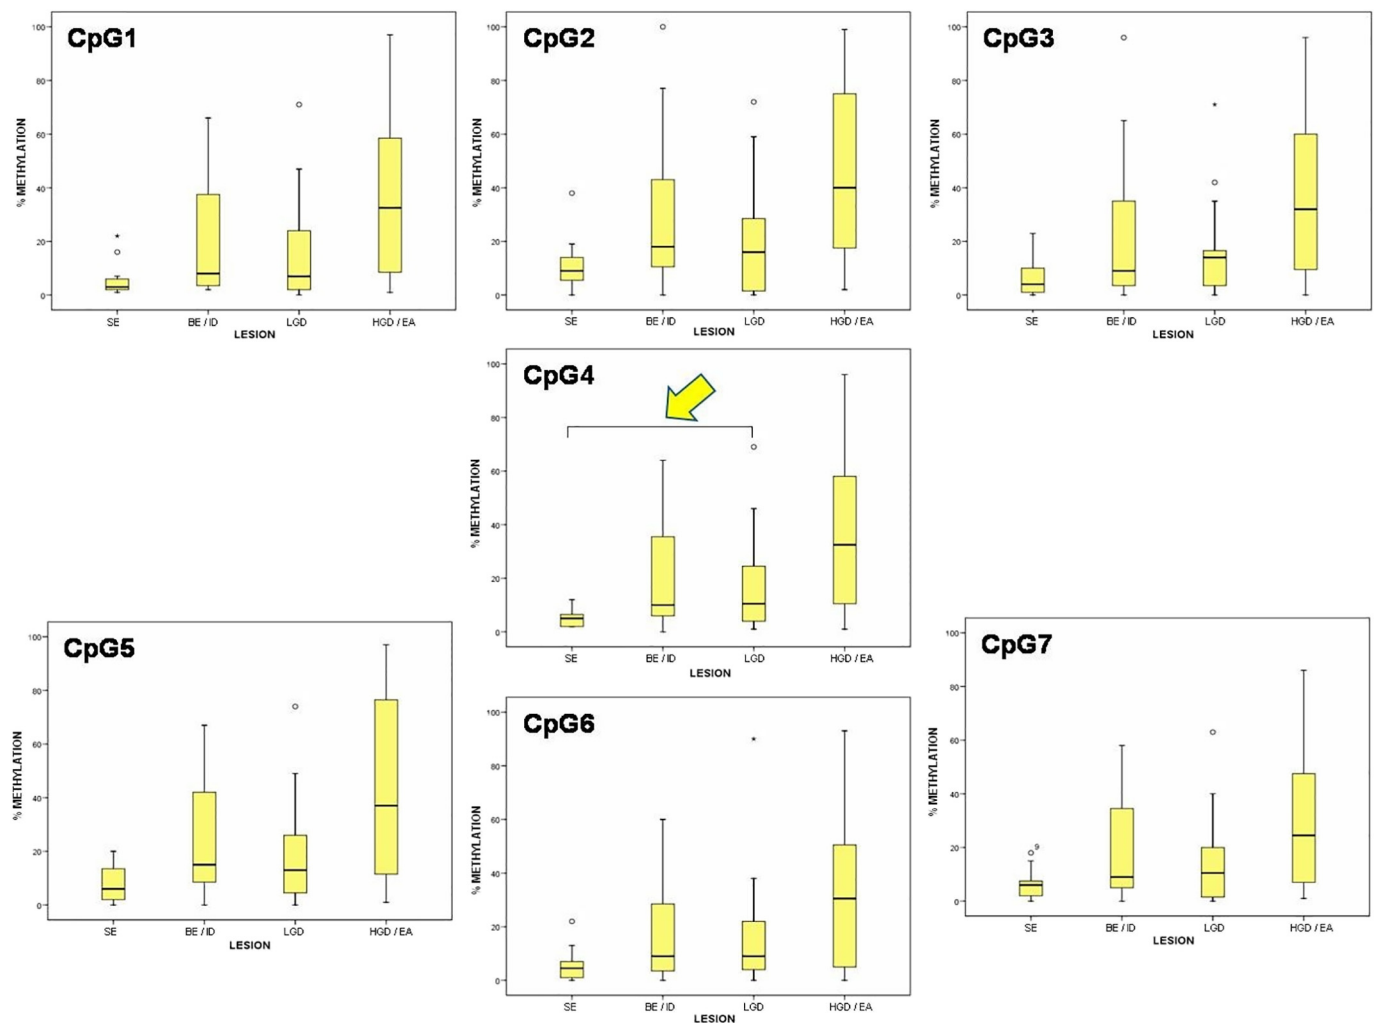 CpG1
% METHYLATION
100
80
60
40
20
0
SE
BE / ID
LGD
HGD / EA
LESION
CpG2
% METHYLATION
100
80
60
40
20
0
SE
BE / ID
LGD
HGD / EA
LESION
CpG3
% METHYLATION
100
80
60
40
20
0
SE
BE / ID
LGD
HGD / EA
LESION
CpG4
% METHYLATION
100
80
60
40
20
0
SE
BE / ID
LGD
HGD / EA
LESION
CpG5
% METHYLATION
100
80
60
40
20
0
SE
BE / ID
LGD
HGD / EA
LESION
CpG6
% METHYLATION
100
80
60
40
20
0
SE
BE / ID
LGD
HGD / EA
LESION
CpG7
% METHYLATION
100
80
60
40
20
0
9
SE
BE / ID
LGD
HGD / EA
LESION